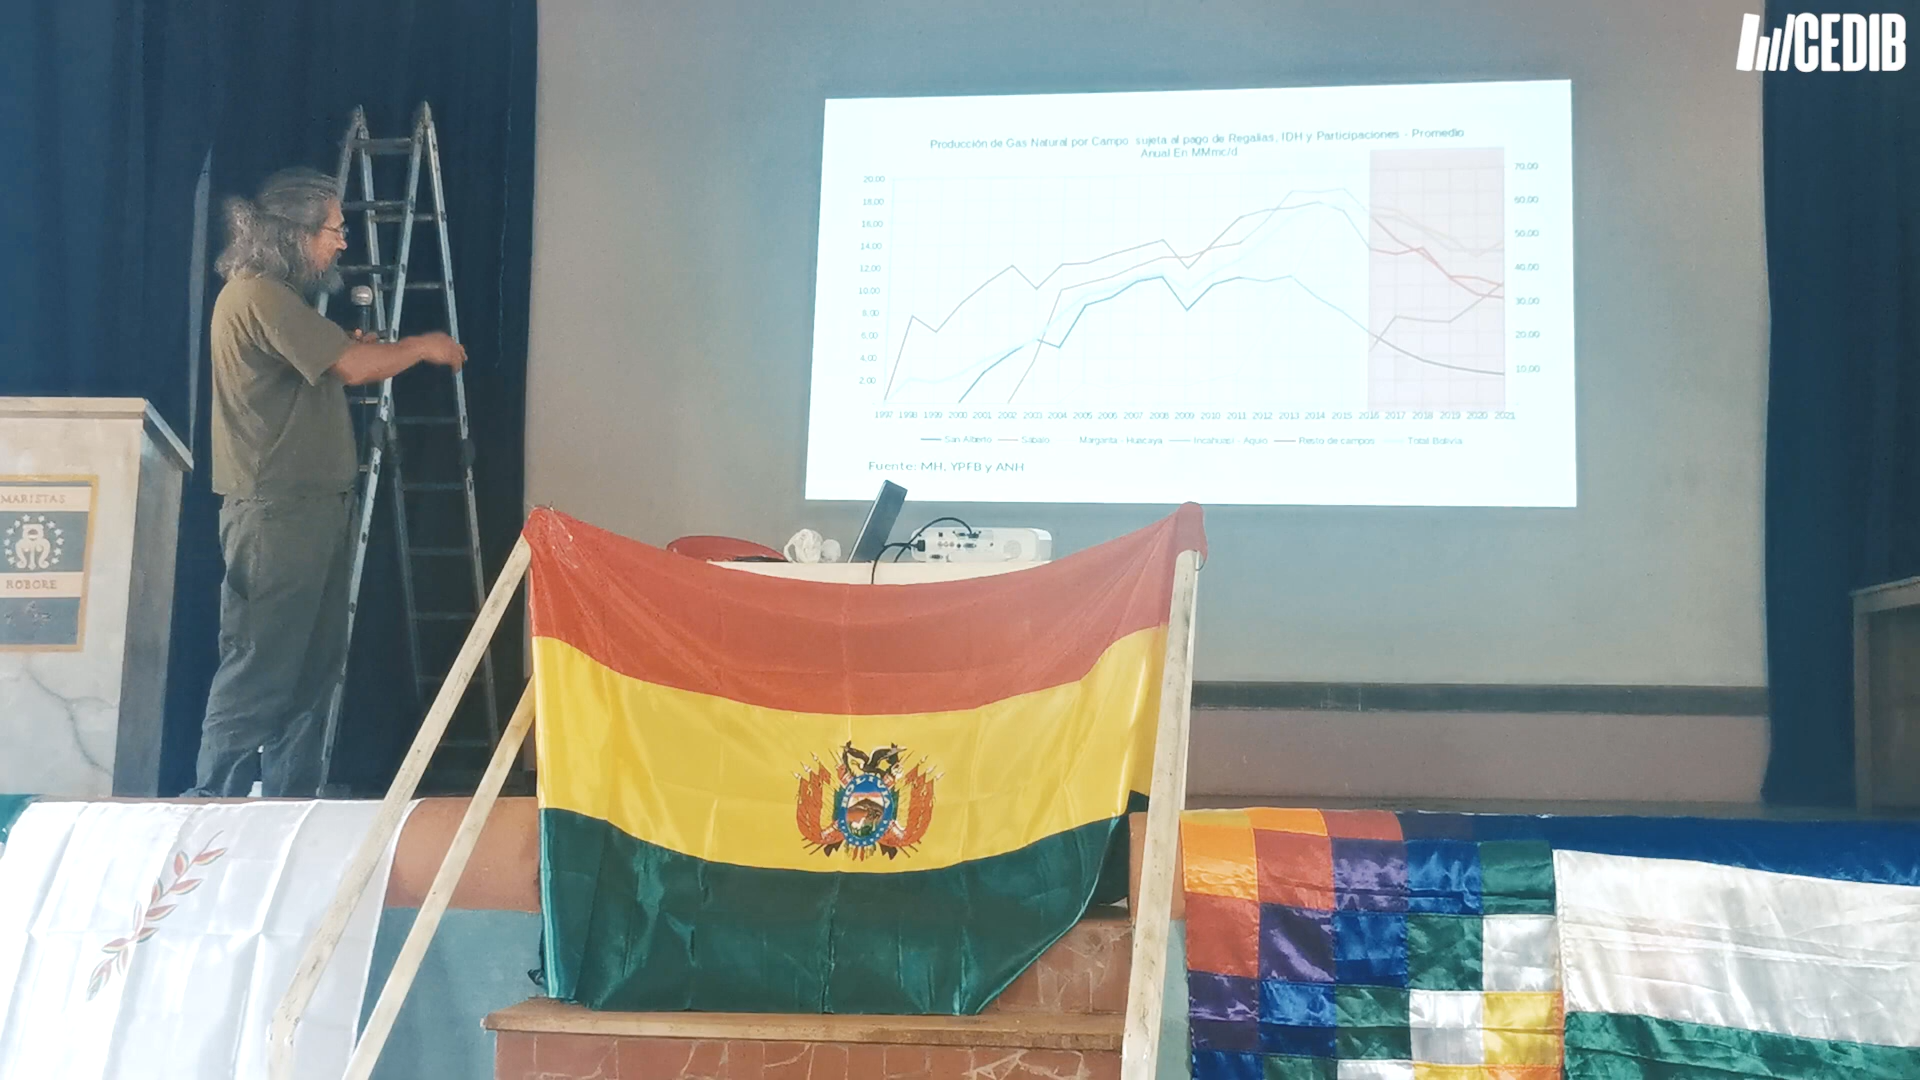 CEDIB
Producción de Gas Natural por Campo sujeta al pago de Regalías, IDH y Participaciones - Promedio
Anual En MMmc/d
20.00
18.00
16.00
14.00
12.00
10.00
8.00
6.00
4.00
2.00
70.00
60.00
50.00
40.00
30.00
20.00
10.00
1997 1998 1999 2000 2001 2002 2003 2004 2005 2006 2007 2008 2009 2010 2011 2012 2013 2014 2015 2016 2017 2018 2019 2020 2021
San Alberto Sabalo Margarita - Huacaya Incahuasi - Aquio Resto de campos Total Bolivia
Fuente: MH, YPFB y ANH
MARISTAS
ROBORE
BOLIVIA